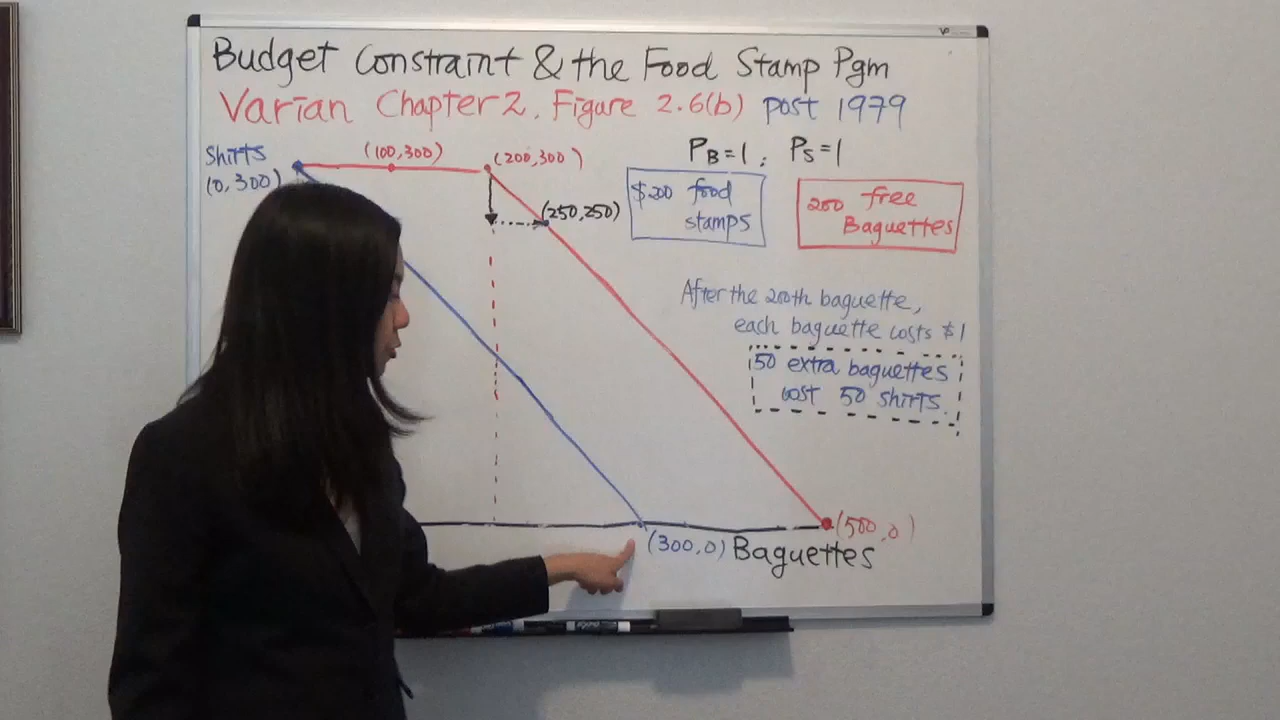 Budget Constraint & the Food Stamp Pgm
Varian Chapter 2, Figure 2.6(b) post 1979
Shirts
(0, 300)
(100,300)
(200,300)
(250,250)
PB=1; PS=1
$200 food
stamps
200 free
Baguettes
After the 200th baguette,
each baguette costs $1
50 extra baguettes
cost 50 shirts.
(500,0)
(300,0) Baguettes